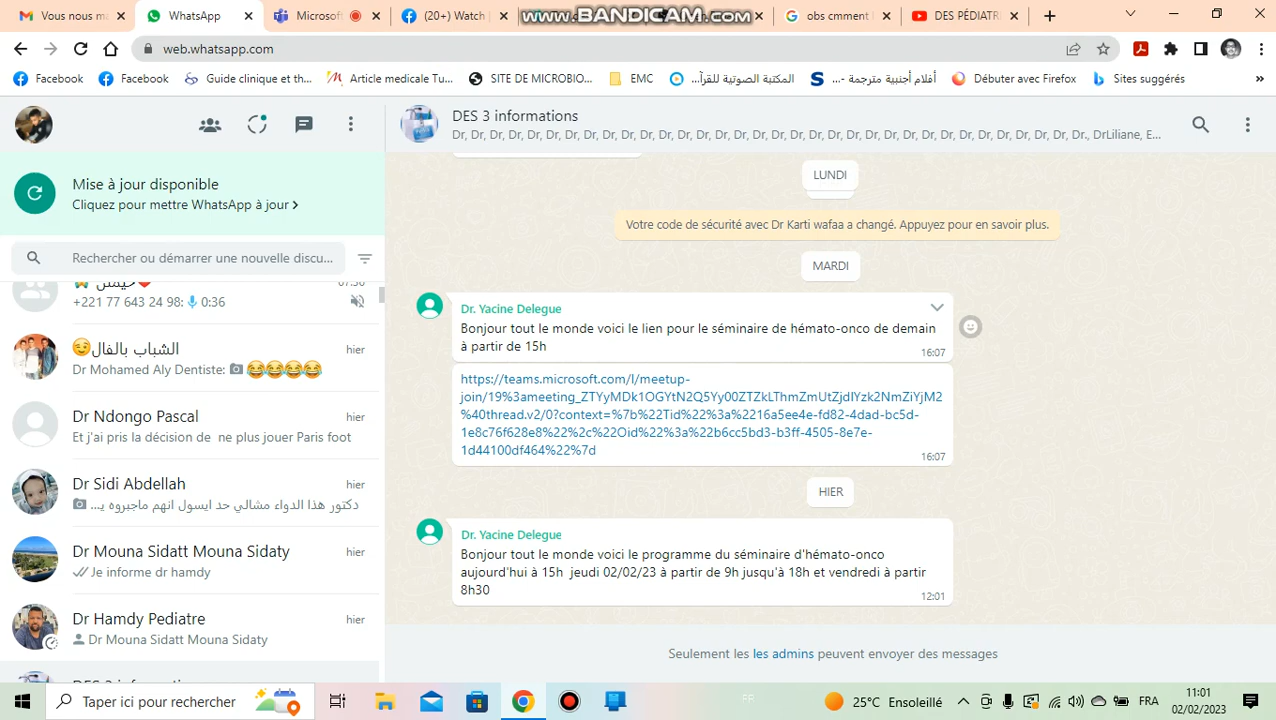 Vous avez reçu
WhatsApp
Microsof
(20+) Watch |
www.BANDICAM.com
obs cmment f
DES PÉDIATRI
web.whatsapp.com
Facebook
Facebook
Guide clinique et th...
Article medicale Tu...
SITE DE MICROBIO...
EMC
المكتبة الصوتية للقرآ...
أفلام أجنبية مترجمة -...
Débuter avec Firefox
Sites suggérés
»
DES 3 informations
Dr, Dr, Dr, Dr, Dr, Dr, Dr, Dr, Dr, Dr, Dr, Dr, Dr, Dr, Dr, Dr, Dr, Dr, Dr, Dr, Dr, Dr, Dr, Dr, Dr, Dr, Dr, Dr, Dr, Dr, Dr, Dr, Dr, Dr., DrLiliane, E...
Mise à jour disponible
Cliquez pour mettre WhatsApp à jour >
Rechercher ou démarrer une nouvelle discu...
07:36
+221 77 643 24 98: 0:36
الشباب بالفال
hier
Dr Mohamed Aly Dentiste:
Dr Ndongo Pascal
hier
Et j'ai pris la décision de ne plus jouer Paris foot
Dr Sidi Abdellah
hier
دكتور هذا الدواء مشالي حد ايسول انهم ماجبروه ي...
Dr Mouna Sidatt Mouna Sidaty
hier
Je informe dr hamdy
Dr Hamdy Pediatre
hier
Dr Mouna Sidatt Mouna Sidaty
DES 3 informations
LUNDI
Votre code de sécurité avec Dr Karti wafaa a changé. Appuyez pour en savoir plus.
MARDI
Dr. Yacine Delegue
Bonjour tout le monde voici le lien pour le séminaire de hémato-onco de demain
à partir de 15h
16:07
https://teams.microsoft.com/l/meetup-
join/19%3ameeting_ZTYyMDk1OGYtN2Q5Yy00ZTZkLThmZmUtZjdlYzk2NmZiYjM2
%40thread.v2/0?context=%7b%22Tid%22%3a%2216a5ee4e-fd82-4dad-bc5d-
1e8c76f628e8%22%2c%22Oid%22%3a%22b6cc5bd3-b3ff-4505-8e7e-
1d44100df464%22%7d
16:07
HIER
Dr. Yacine Delegue
Bonjour tout le monde voici le programme du séminaire d'hémato-onco
aujourd'hui à 15h jeudi 02/02/23 à partir de 9h jusqu'à 18h et vendredi à partir
8h30
12:01
Seulement les les admins peuvent envoyer des messages
Taper ici pour rechercher
FR
25°C Ensoleillé
FRA
11:01
02/02/2023